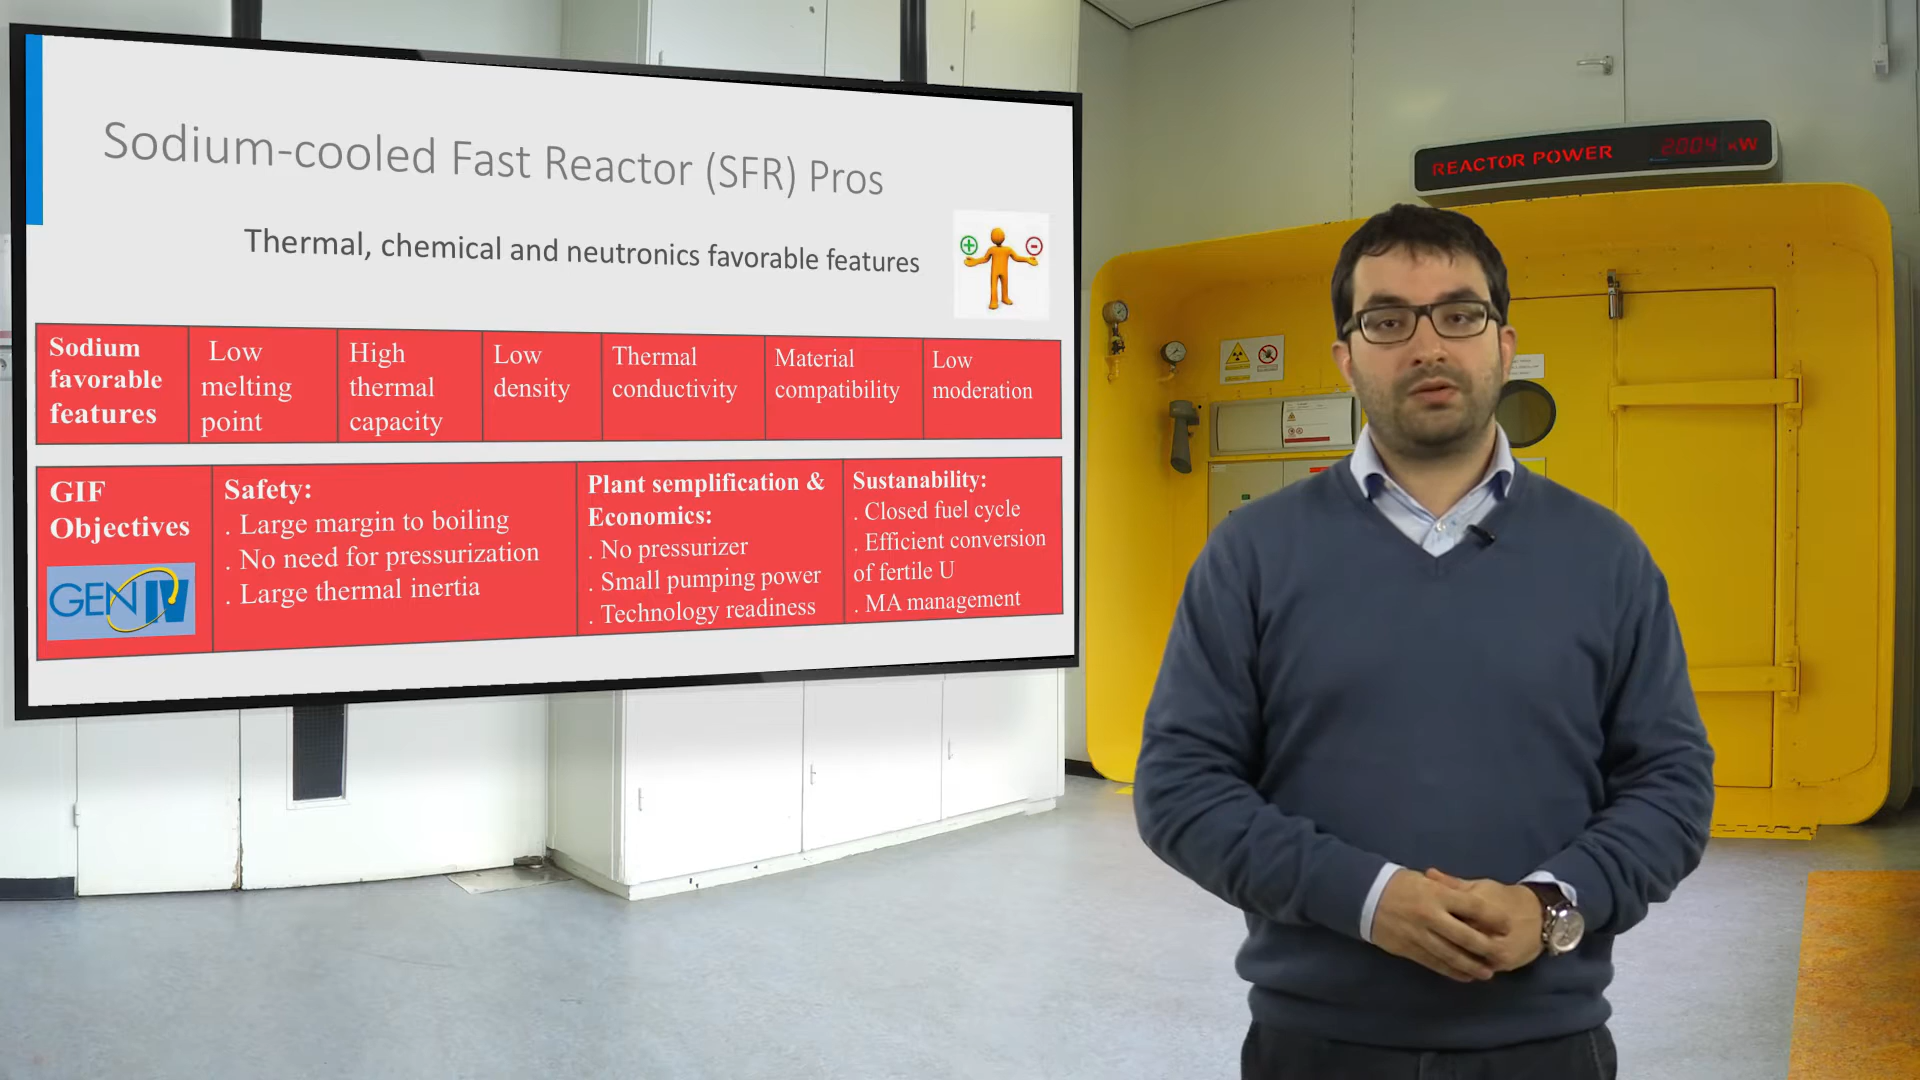 Sodium-cooled Fast Reactor (SFR) Pros
Thermal, chemical and neutronics favorable features
Sodium
favorable
features
Low
melting
point
High
thermal
capacity
Low
density
Thermal
conductivity
Material
compatibility
Low
moderation
GIF
Objectives
GEN IV
Safety:
. Large margin to boiling
. No need for pressurization
. Large thermal inertia
Plant semplification &
Economics:
. No pressurizer
. Small pumping power
. Technology readiness
Sustanability:
. Closed fuel cycle
. Efficient conversion
of fertile U
. MA management
REACTOR POWER 2004 kW